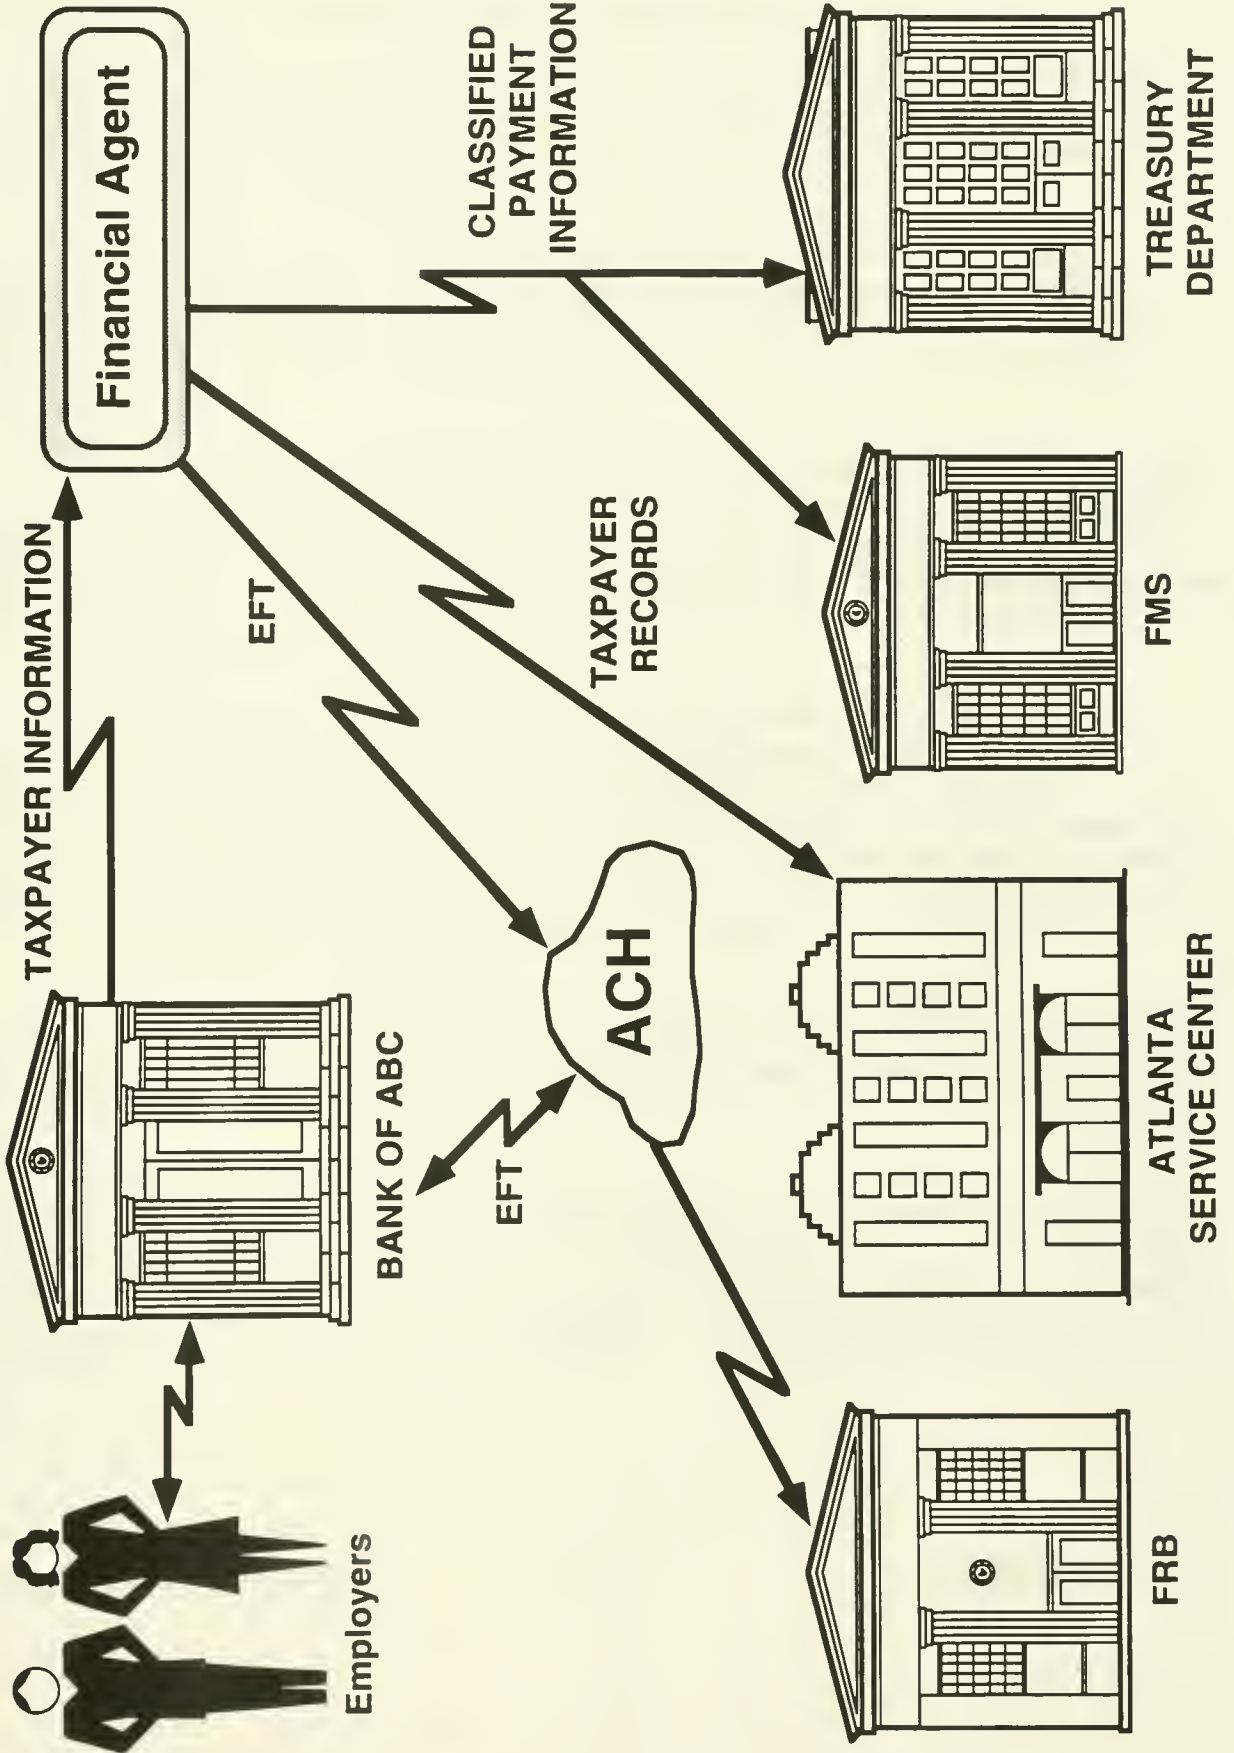 Employers
BANK OF ABC
TAXPAYER INFORMATION
Financial Agent
EFT
EFT
ACH
TAXPAYER
RECORDS
CLASSIFIED
PAYMENT
INFORMATION
FRB
ATLANTA
SERVICE CENTER
FMS
TREASURY
DEPARTMENT